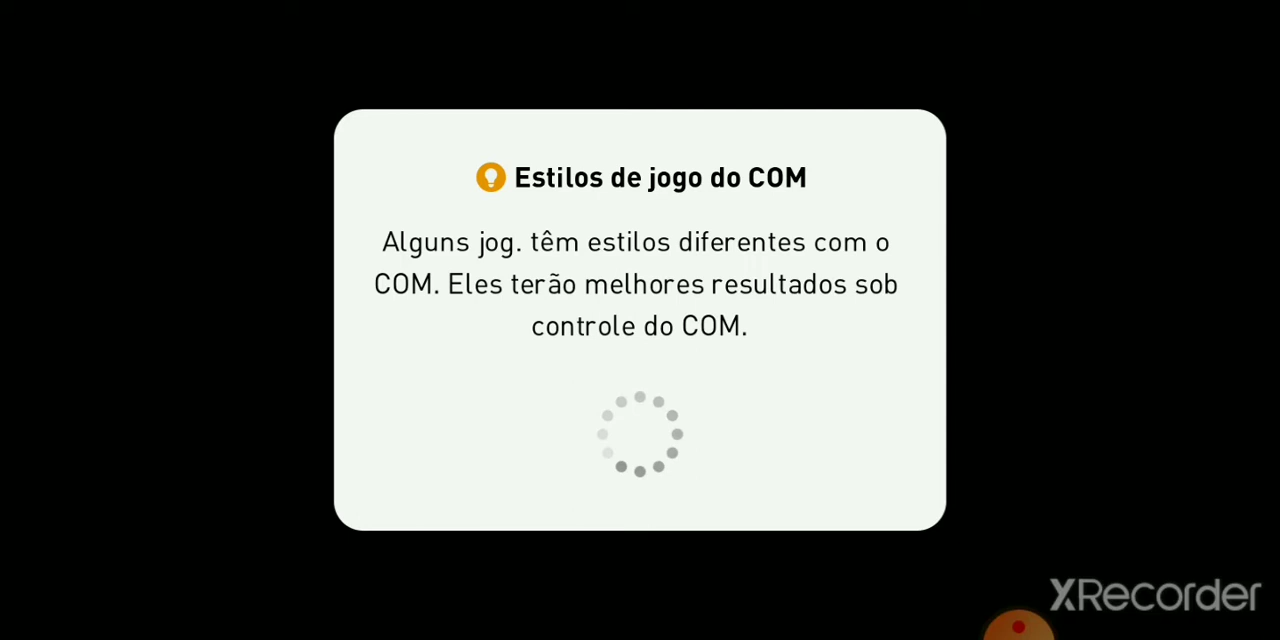 Estilos de jogo do COM
Alguns jog. têm estilos diferentes com o
COM. Eles terão melhores resultados sob
controle do COM.
XRecorder